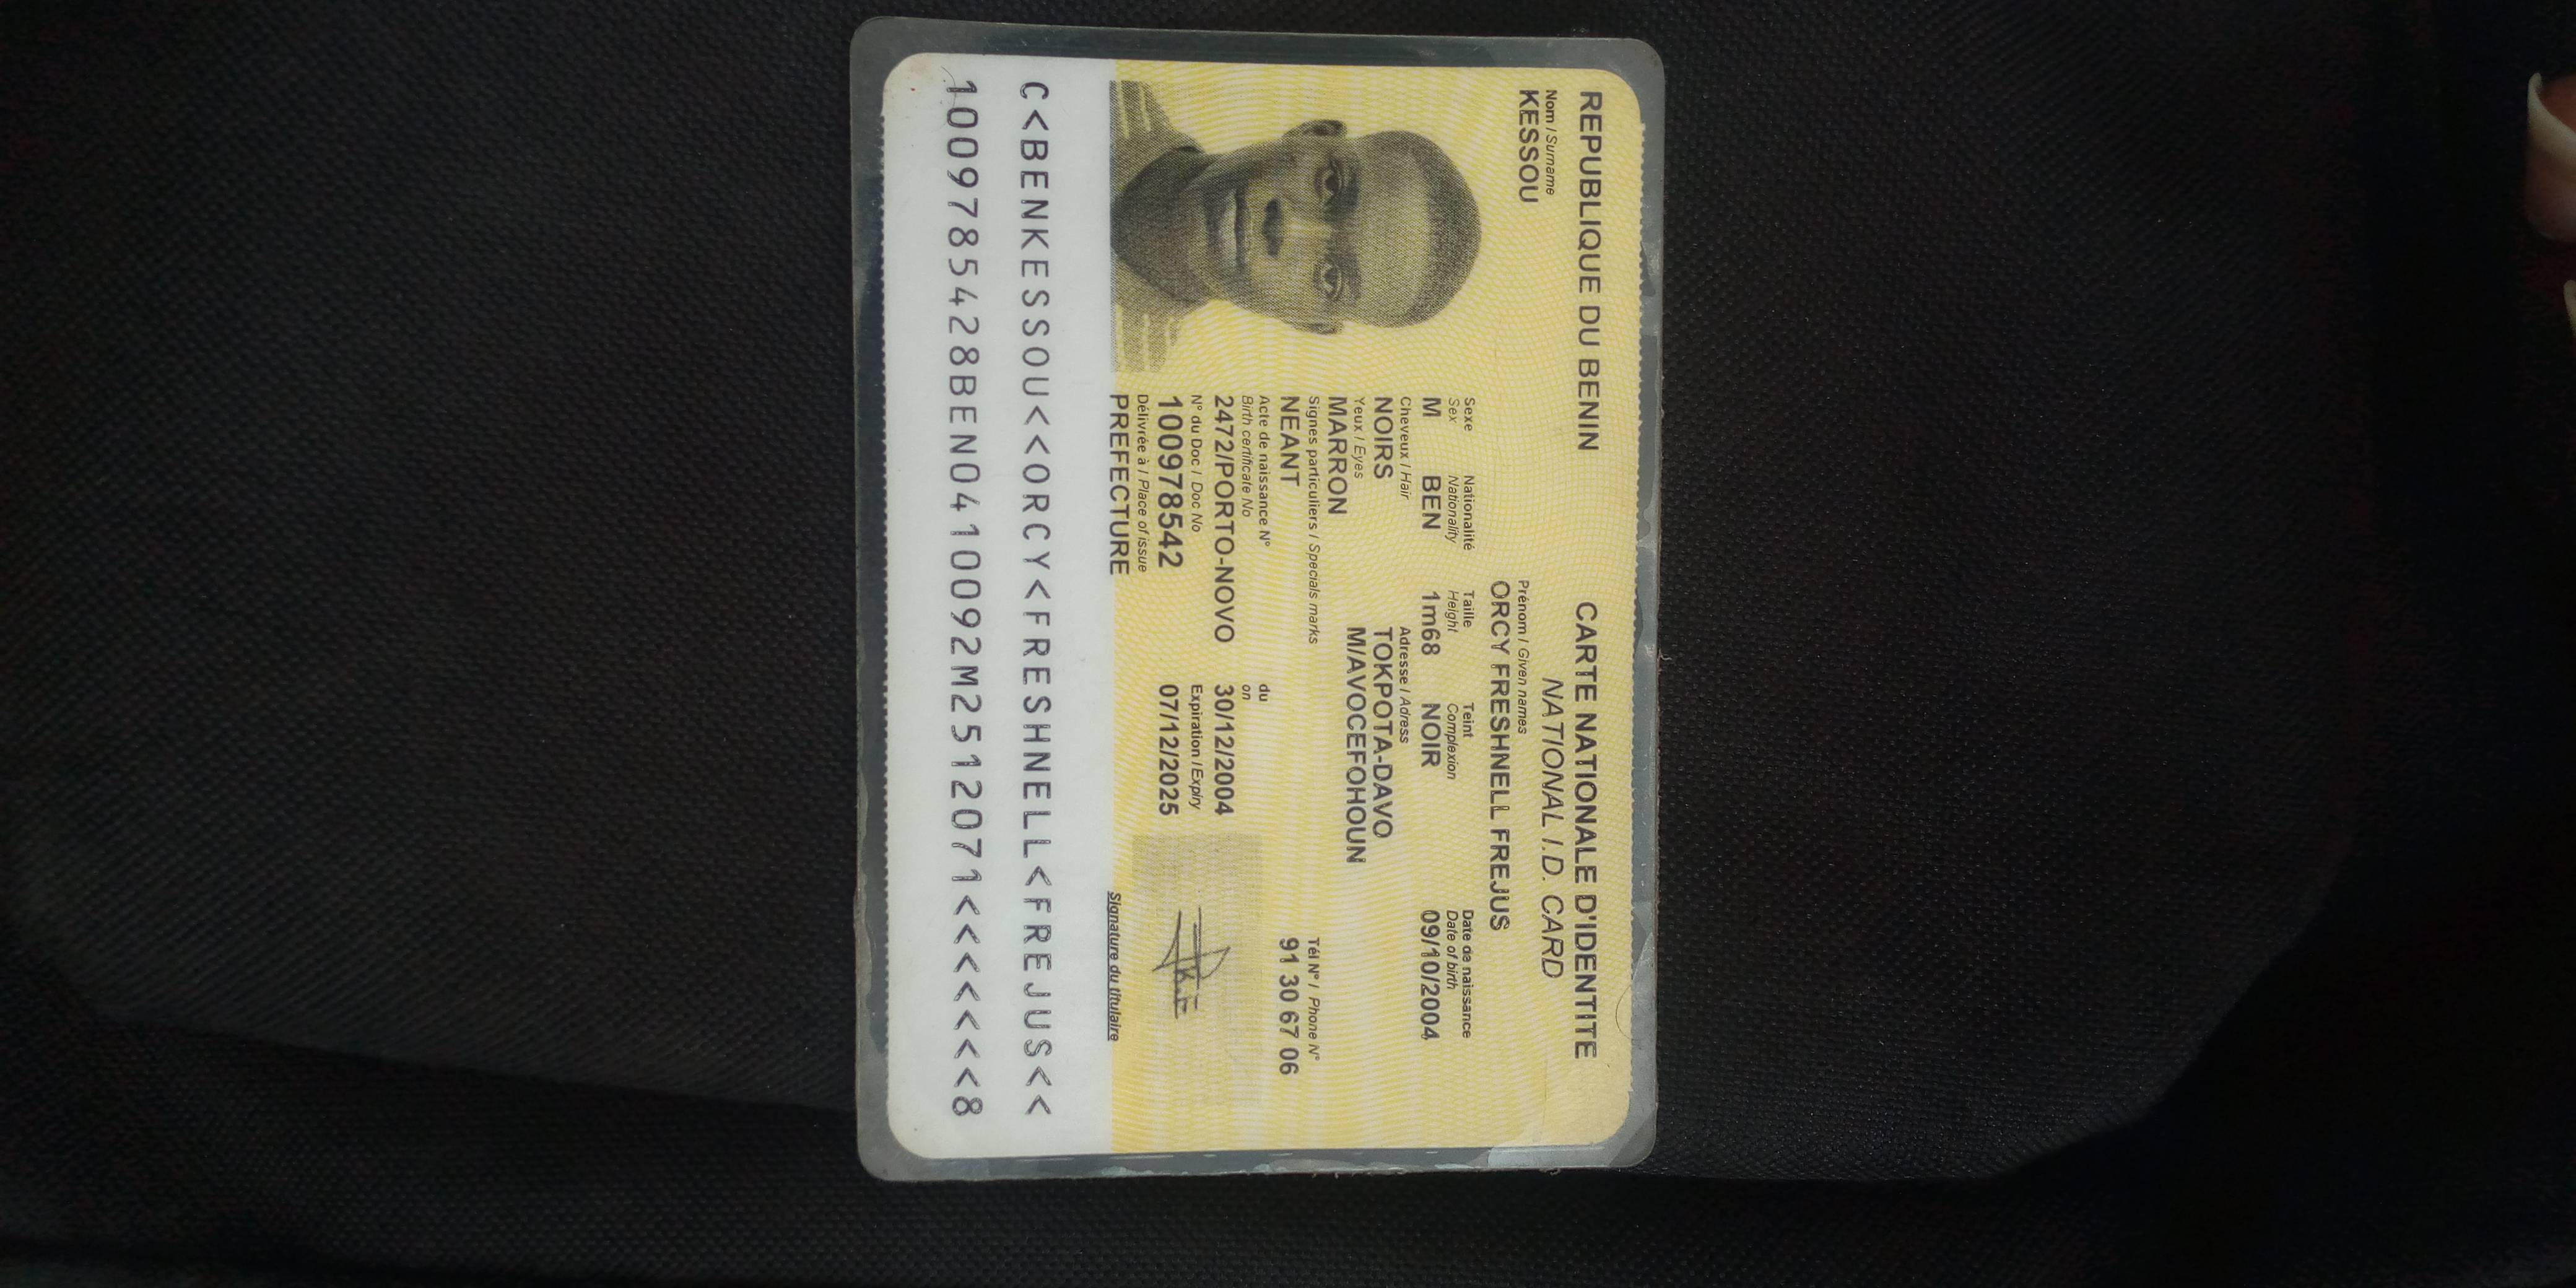 REPUBLIQUE DU BENIN
CARTE NATIONALE D'IDENTITE
NATIONAL I.D. CARD
Nom / Surname
KESSOU
Prénom / Given names
ORCY FRESHNELL FREJUS
Sexe Nationalité Taille Teint Date de naissance
Sex Nationality Height Complexion Date of birth
M BEN 1m68 NOIR 09/10/2004
Cheveux / Hair Adresse / Adress
NOIRS TOKPOTA-DAVO
Yeux / Eyes M/AVOCEFOHOUN
MARRON
Signes particuliers / Specials marks Tél N° / Phone N°
NEANT 91 30 67 06
Acte de naissance N° du
Birth certificate No on
2472/PORTO-NOVO 30/12/2004
N° du Doc / Doc No Expiration / Expiry
100978542 07/12/2025
Délivrée à / Place of issue
PREFECTURE
Signature du titulaire
C<BENKESSOU<<ORCY<FRESHNELL<FREJUS<<
1009785428BEN0410092M2512071<<<<<<<8